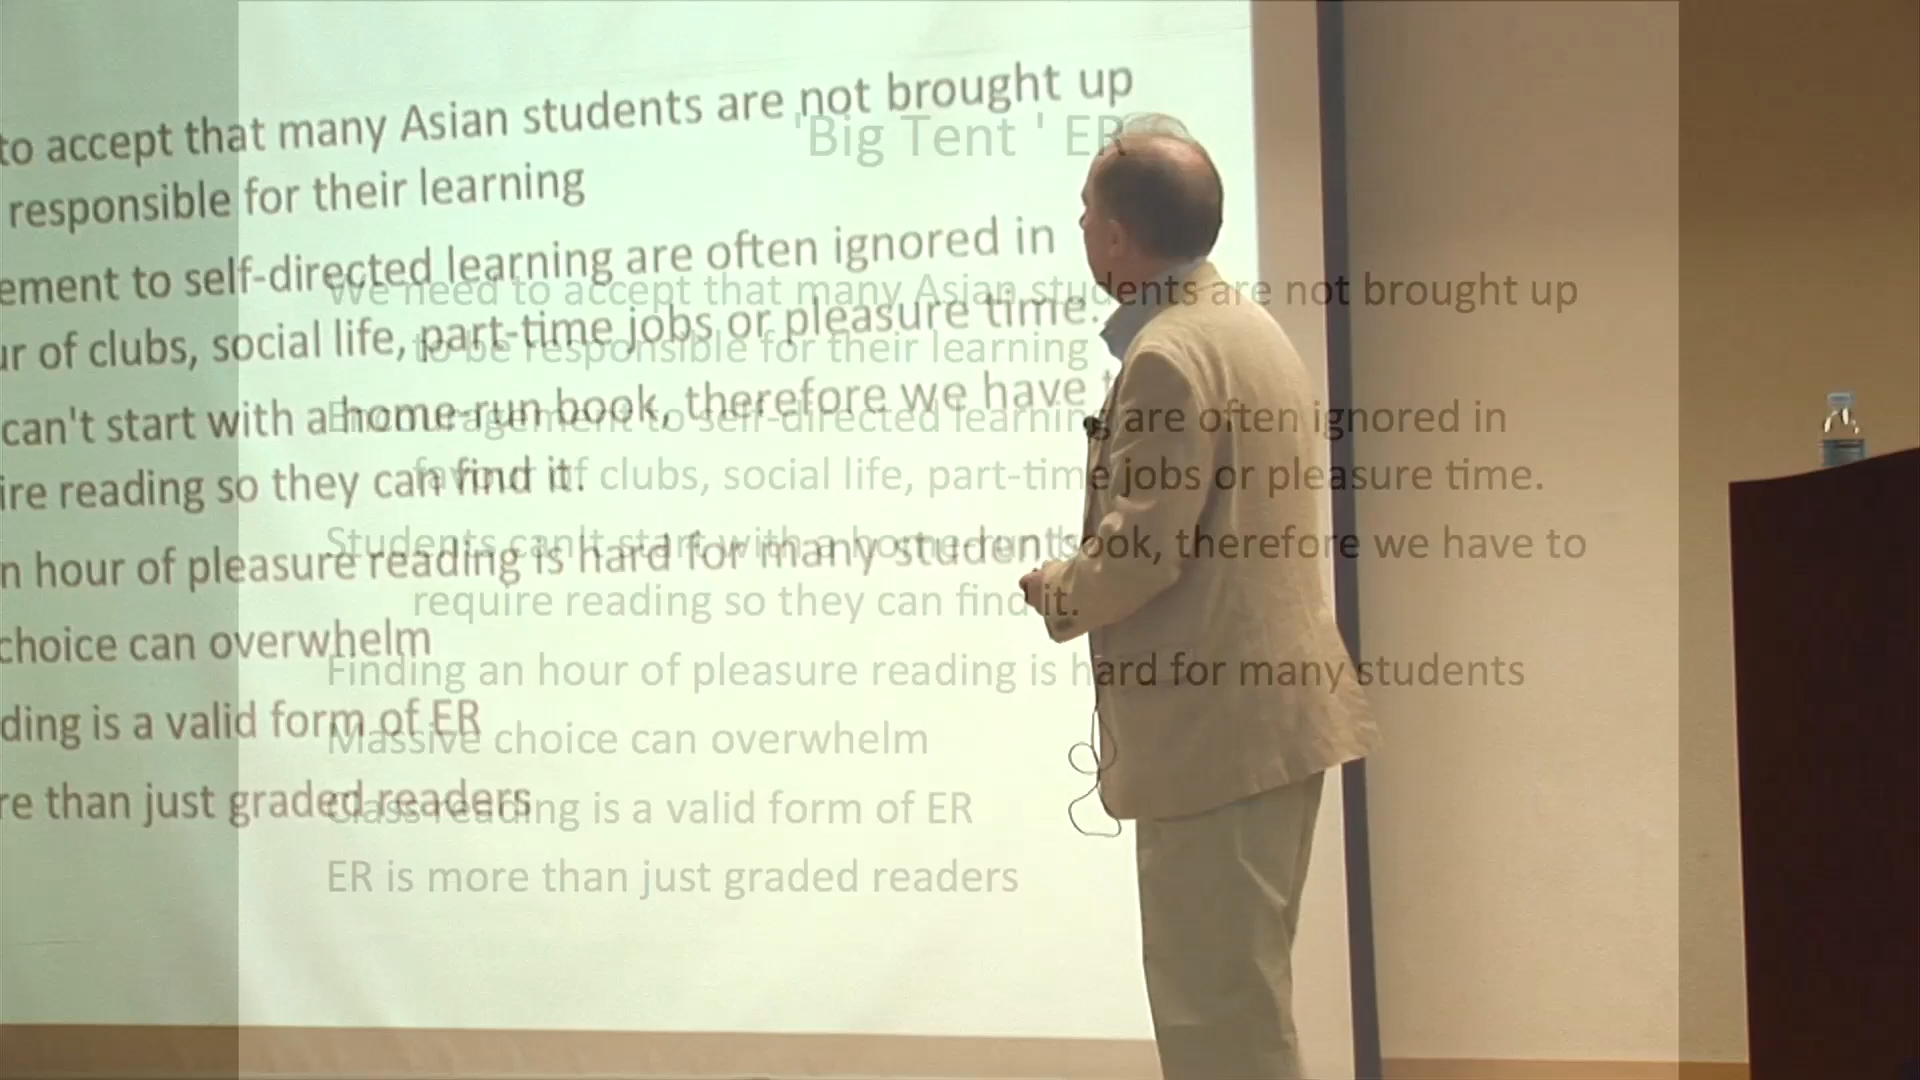 to accept that many Asian students are not brought up
responsible for their learning
ement to self-directed learning are often ignored in
ur of clubs, social life, part-time jobs or pleasure time.
can't start with a home-run book, therefore we have
ire reading so they can find it.
n hour of pleasure reading is hard for many students
choice can overwhelm
ding is a valid form of ER
re than just graded readers
'Big Tent ' ER
We need to accept that many Asian students are not brought up
to be responsible for their learning
Encouragement to self-directed learning are often ignored in
favour of clubs, social life, part-time jobs or pleasure time.
Students can't start with a home-run book, therefore we have to
require reading so they can find it.
Finding an hour of pleasure reading is hard for many students
Massive choice can overwhelm
Class reading is a valid form of ER
ER is more than just graded readers